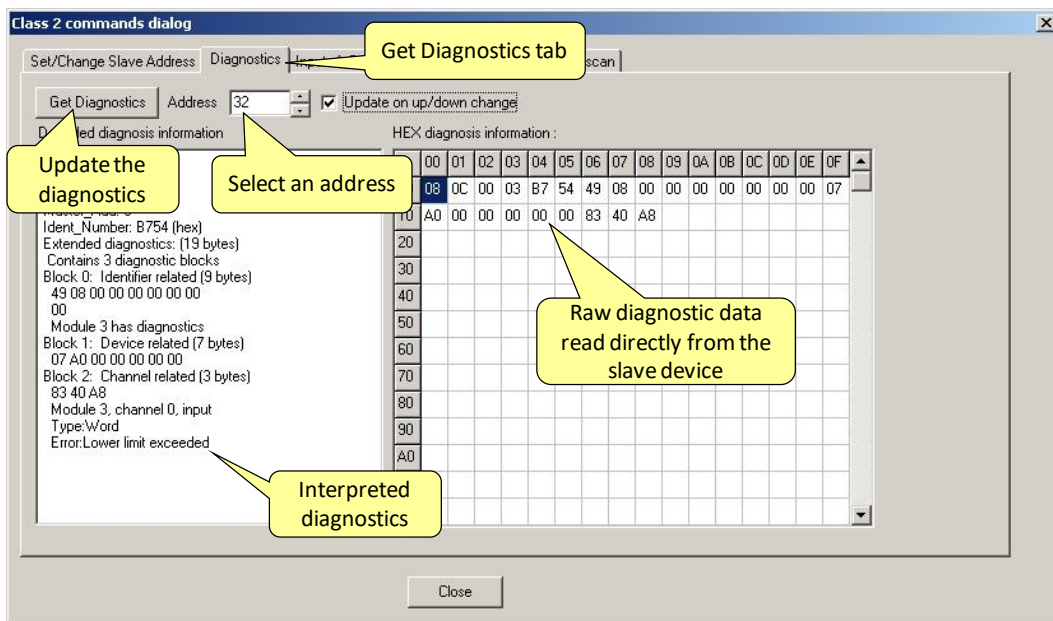 Class 2 commands dialog
Get Diagnostics tab
Set/Change Slave Address Diagnostics scan
Get Diagnostics Address 32 Update on up/down change
diagnosis information HEX diagnosis information :
Update the
diagnostics
Select an address
00 01 02 03 04 05 06 07 08 09 0A 0B 0C 0D 0E 0F
08 0C 00 03 B7 54 49 08 00 00 00 00 00 00 00 07
10 A0 00 00 00 00 00 83 40 A8
20
30
40
50
60
70
80
90
A0
Ident_Number: B754 (hex)
Extended diagnostics: (19 bytes)
Contains 3 diagnostic blocks
Block 0: Identifier related (9 bytes)
49 08 00 00 00 00 00 00
00
Module 3 has diagnostics
Block 1: Device related (7 bytes)
07 A0 00 00 00 00 00
Block 2: Channel related (3 bytes)
83 40 A8
Module 3, channel 0, input
Type:Word
Error:Lower limit exceeded
Raw diagnostic data
read directly from the
slave device
Interpreted
diagnostics
Close